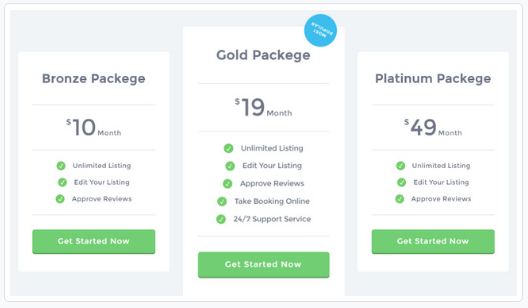 Bronze Packege
$10 Month
Unlimited Listing
Edit Your Listing
Approve Reviews
Get Started Now
Gold Packege
$19 Month
Unlimited Listing
Edit Your Listing
Approve Reviews
Take Booking Online
24/7 Support Service
Get Started Now
Platinum Packege
$49 Month
Unlimited Listing
Edit Your Listing
Approve Reviews
Get Started Now